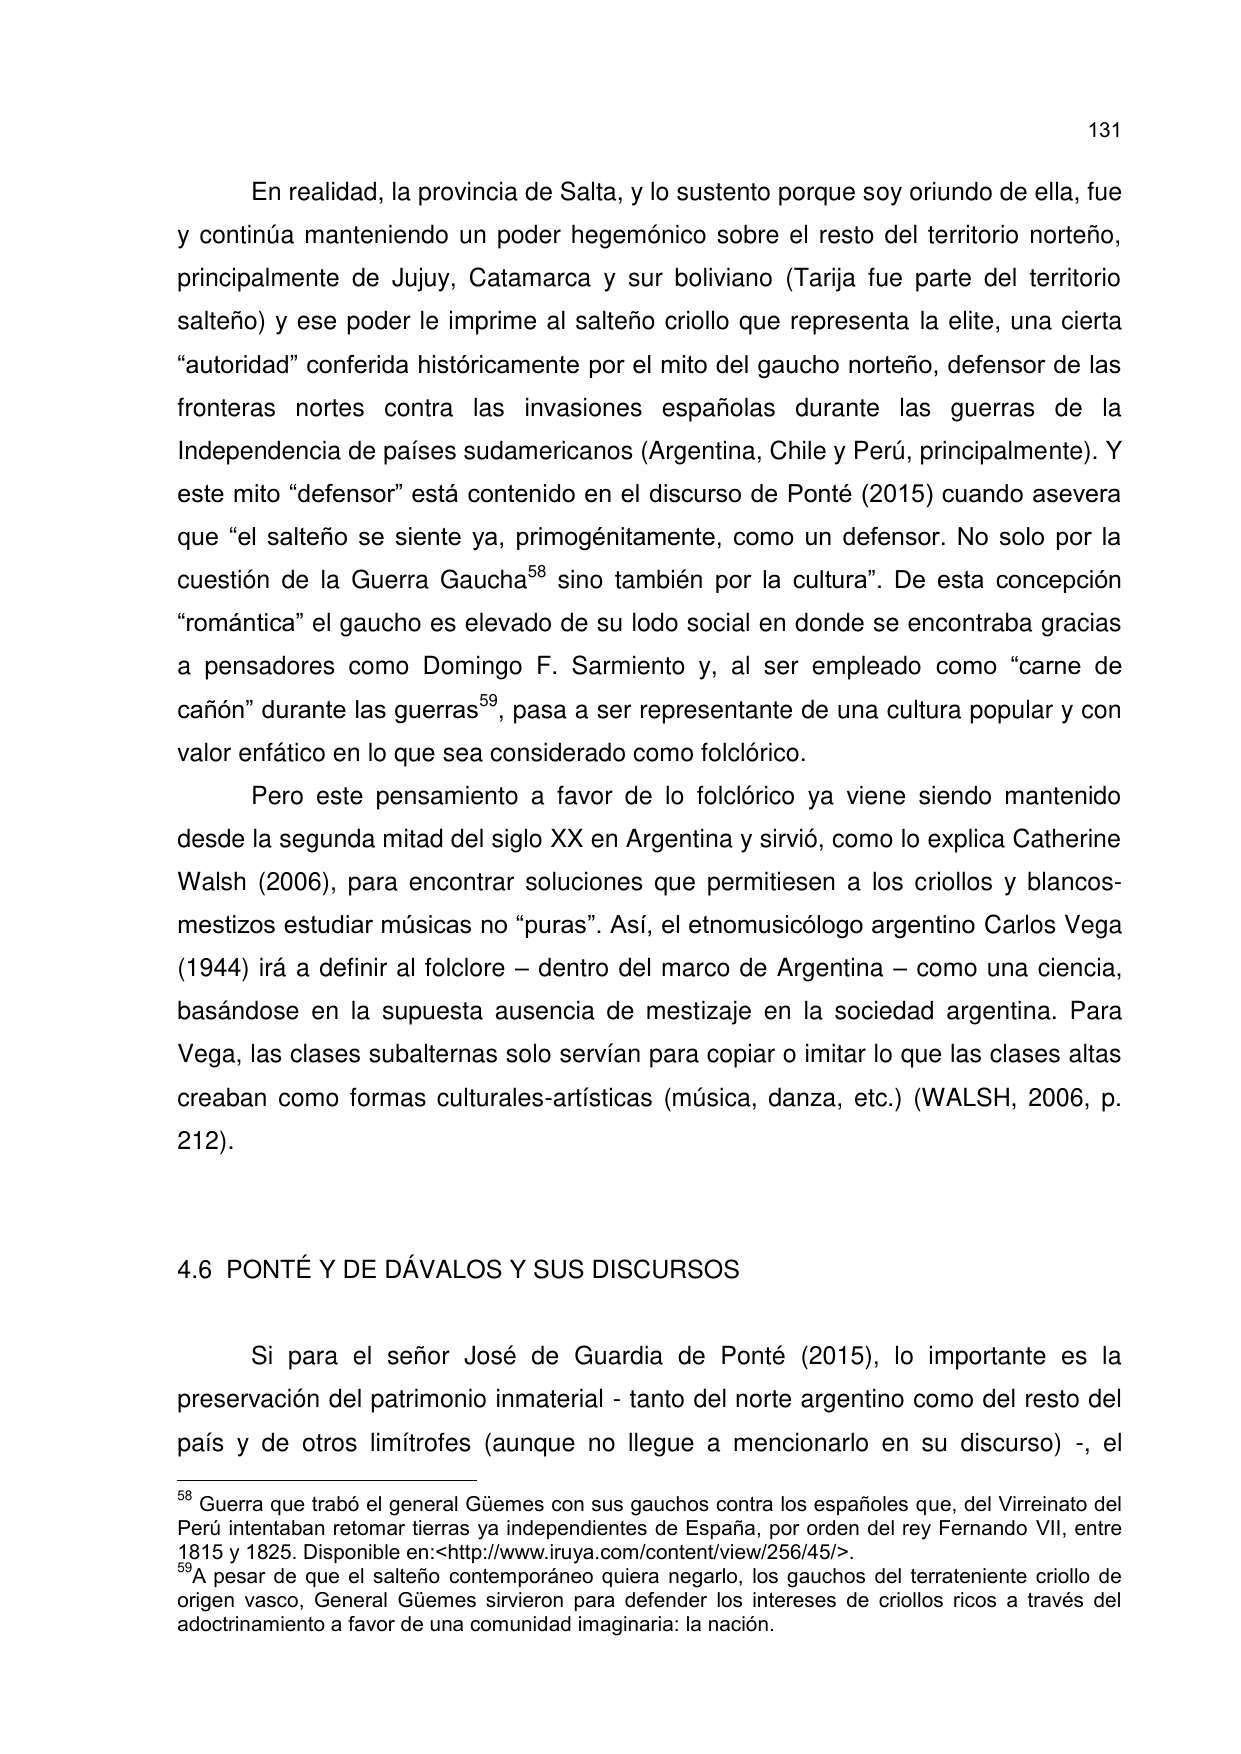 131
En realidad, la provincia de Salta, y lo sustento porque soy oriundo de ella, fue
y continúa manteniendo un poder hegemónico sobre el resto del territorio norteño,
principalmente de Jujuy, Catamarca y sur boliviano (Tarija fue parte del territorio
salteño) y ese poder le imprime al salteño criollo que representa la elite, una cierta
“autoridad” conferida históricamente por el mito del gaucho norteño, defensor de las
fronteras nortes contra las invasiones españolas durante las guerras de la
Independencia de países sudamericanos (Argentina, Chile y Perú, principalmente). Y
este mito “defensor” está contenido en el discurso de Ponté (2015) cuando asevera
que “el salteño se siente ya, primogénitamente, como un defensor. No solo por la
cuestión de la Guerra Gaucha58 sino también por la cultura”. De esta concepción
“romántica” el gaucho es elevado de su lodo social en donde se encontraba gracias
a pensadores como Domingo F. Sarmiento y, al ser empleado como “carne de
cañón” durante las guerras59, pasa a ser representante de una cultura popular y con
valor enfático en lo que sea considerado como folclórico.
Pero este pensamiento a favor de lo folclórico ya viene siendo mantenido
desde la segunda mitad del siglo XX en Argentina y sirvió, como lo explica Catherine
Walsh (2006), para encontrar soluciones que permitiesen a los criollos y blancos-
mestizos estudiar músicas no “puras”. Así, el etnomusicólogo argentino Carlos Vega
(1944) irá a definir al folclore – dentro del marco de Argentina – como una ciencia,
basándose en la supuesta ausencia de mestizaje en la sociedad argentina. Para
Vega, las clases subalternas solo servían para copiar o imitar lo que las clases altas
creaban como formas culturales-artísticas (música, danza, etc.) (WALSH, 2006, p.
212).
4.6 PONTÉ Y DE DÁVALOS Y SUS DISCURSOS
Si para el señor José de Guardia de Ponté (2015), lo importante es la
preservación del patrimonio inmaterial - tanto del norte argentino como del resto del
país y de otros limítrofes (aunque no llegue a mencionarlo en su discurso) -, el
58 Guerra que trabó el general Güemes con sus gauchos contra los españoles que, del Virreinato del
Perú intentaban retomar tierras ya independientes de España, por orden del rey Fernando VII, entre
1815 y 1825. Disponible en:<http://www.iruya.com/content/view/256/45/>.
59A pesar de que el salteño contemporáneo quiera negarlo, los gauchos del terrateniente criollo de
origen vasco, General Güemes sirvieron para defender los intereses de criollos ricos a través del
adoctrinamiento a favor de una comunidad imaginaria: la nación.